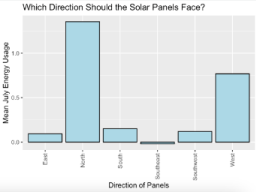 Which Direction Should the Solar Panels Face?
Mean July Energy Usage
1.0-
0.5-
0.0-
East
North
South
Southeast
Southwest
West
Direction of Panels